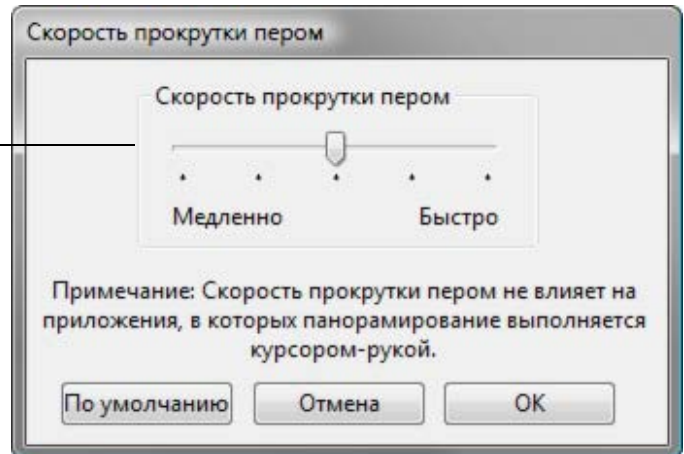 Скорость прокрутки пером
Скорость прокрутки пером
Медленно Быстро
Примечание: Скорость прокрутки пером не влияет на
приложения, в которых панорамирование выполняется
курсором-рукой.
По умолчанию Отмена OK